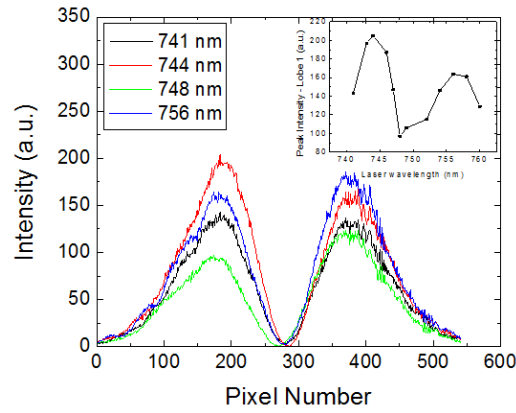 350
300
250
200
150
100
50
0
Intensity (a.u.)
741 nm
744 nm
748 nm
756 nm
220
200
180
160
140
120
100
80
Peak Intensity - Lobe 1 (a.u.)
740 745 750 755 760
Laser wavelength (nm)
0 100 200 300 400 500 600
Pixel Number